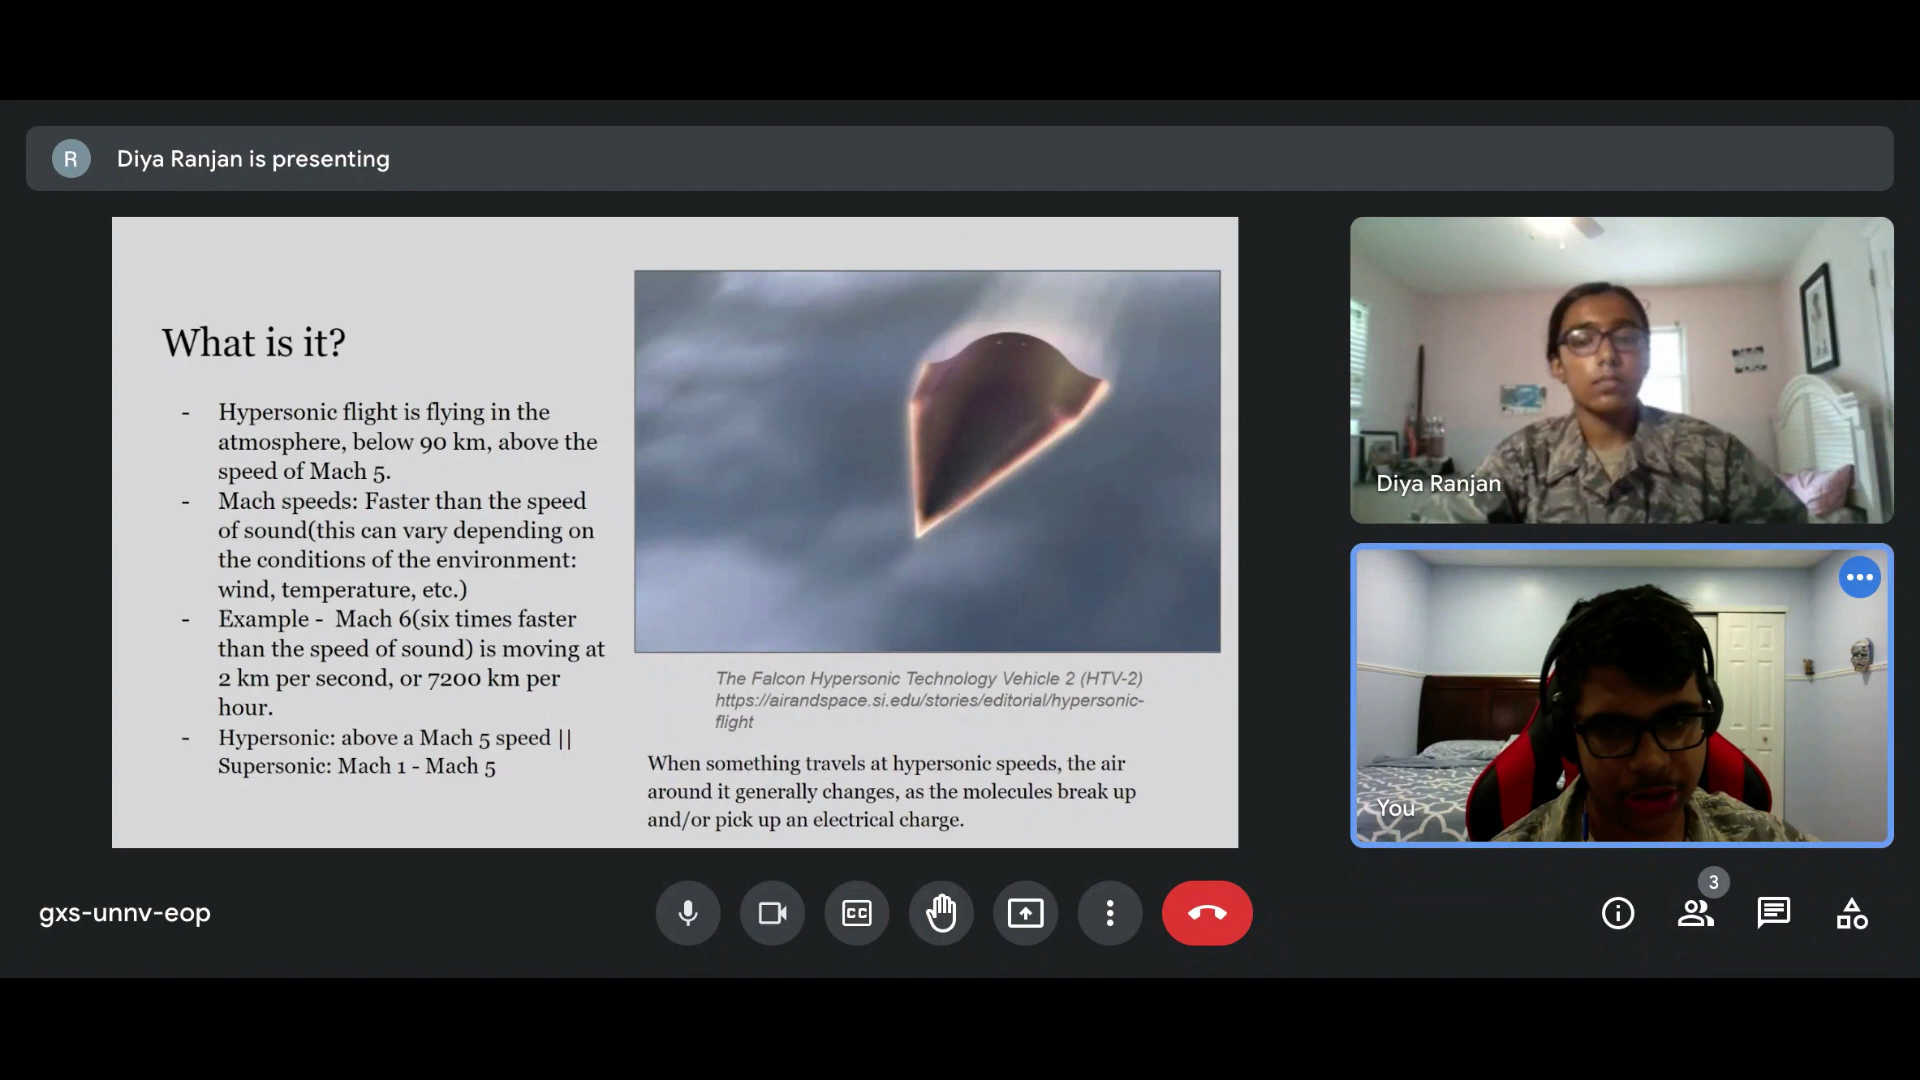 R
Diya Ranjan is presenting
What is it?
- Hypersonic flight is flying in the
atmosphere, below 90 km, above the
speed of Mach 5.
- Mach speeds: Faster than the speed
of sound(this can vary depending on
the conditions of the environment:
wind, temperature, etc.)
- Example - Mach 6(six times faster
than the speed of sound) is moving at
2 km per second, or 7200 km per
hour.
- Hypersonic: above a Mach 5 speed ||
Supersonic: Mach 1 - Mach 5
The Falcon Hypersonic Technology Vehicle 2 (HTV-2)
https://airandspace.si.edu/stories/editorial/hypersonic-
flight
When something travels at hypersonic speeds, the air
around it generally changes, as the molecules break up
and/or pick up an electrical charge.
Diya Ranjan
You
gxs-unnv-eop
CC
3